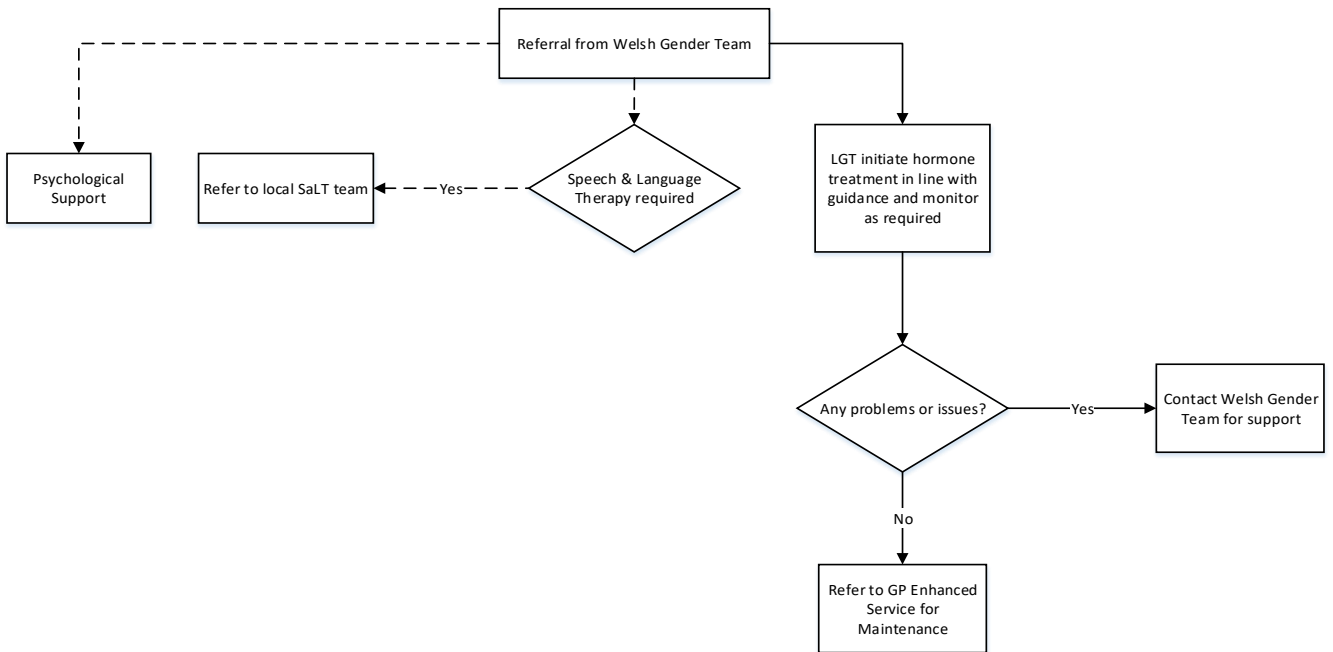 Referral from Welsh Gender Team
Psychological
Support
Refer to local SaLT team
Yes
Speech & Language
Therapy required
LGT initiate hormone
treatment in line with
guidance and monitor
as required
Any problems or issues?
Yes
Contact Welsh Gender
Team for support
No
Refer to GP Enhanced
Service for
Maintenance